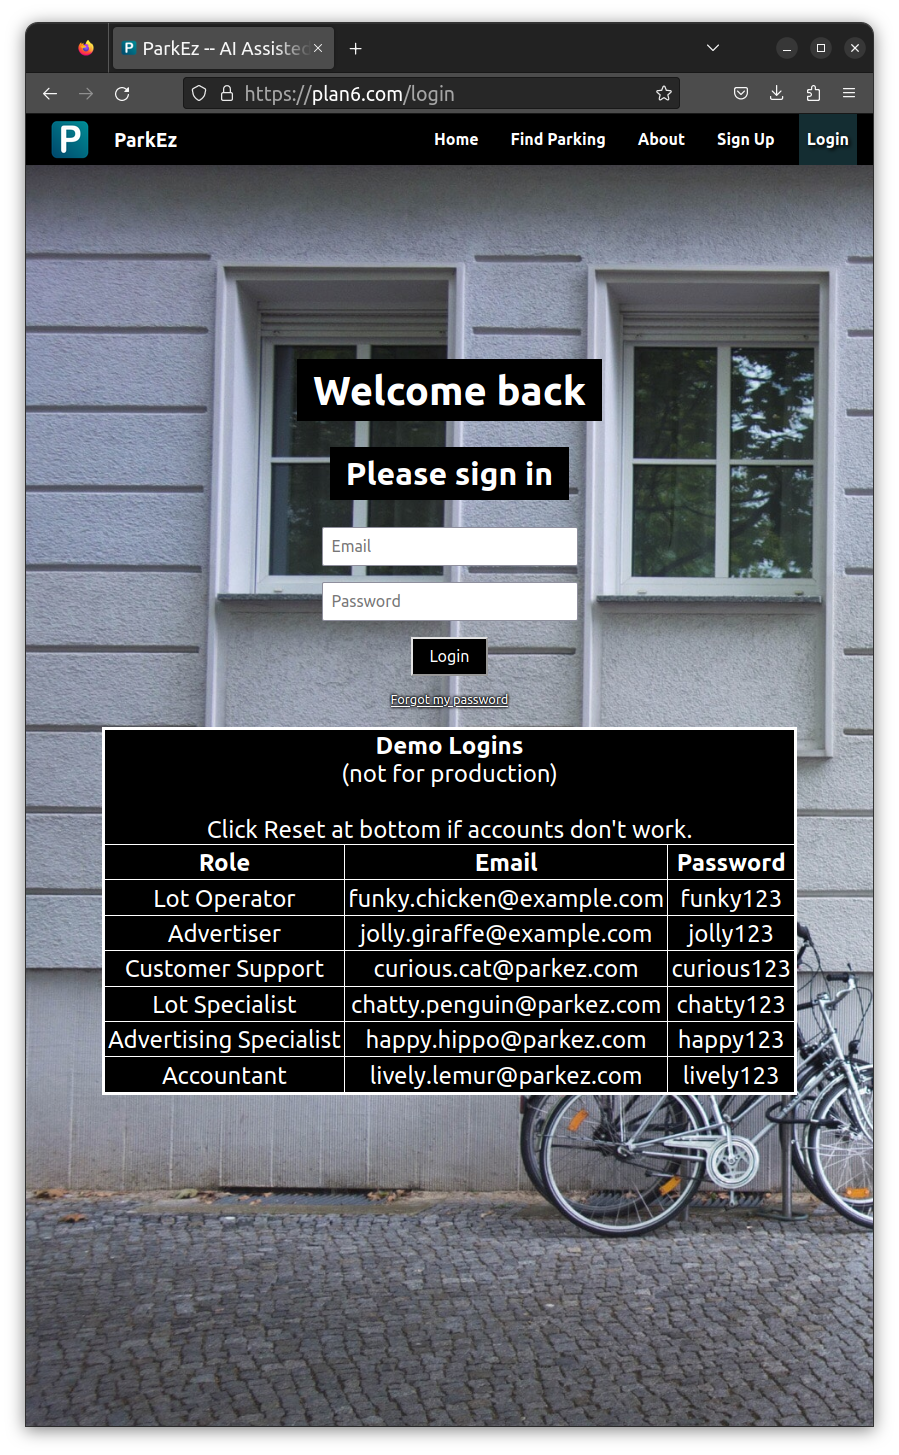 ParkEz -- AI Assisted
https://plan6.com/login
P ParkEz Home Find Parking About Sign Up Login
Welcome back
Please sign in
Email
Password
Login
Forgot my password
Demo Logins
(not for production)
Click Reset at bottom if accounts don't work.
Role Email Password
Lot Operator funky.chicken@example.com funky123
Advertiser jolly.giraffe@example.com jolly123
Customer Support curious.cat@parkez.com curious123
Lot Specialist chatty.penguin@parkez.com chatty123
Advertising Specialist happy.hippo@parkez.com happy123
Accountant lively.lemur@parkez.com lively123